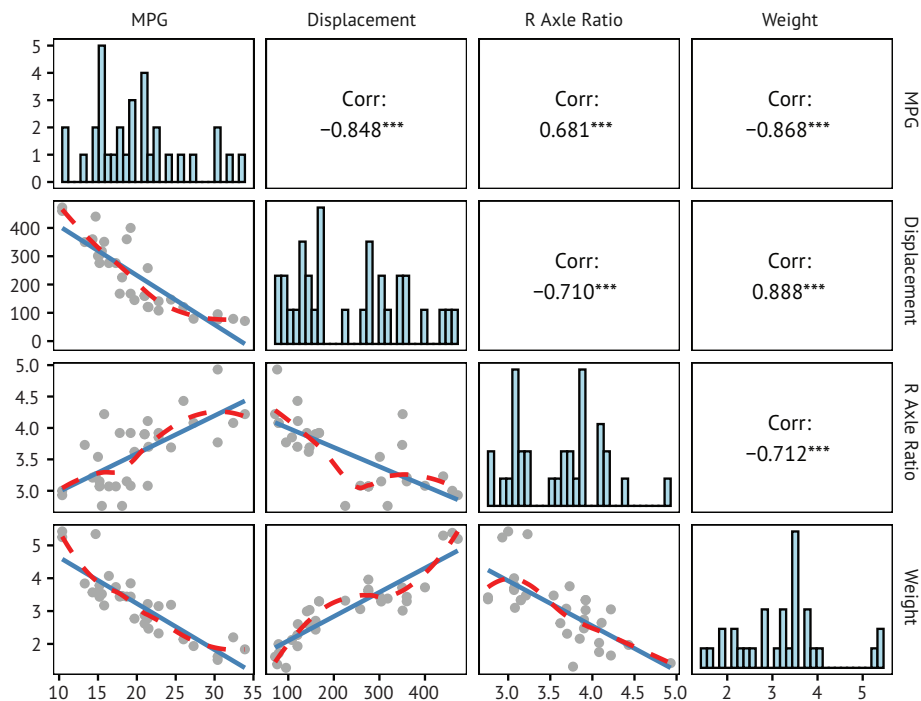 MPG Displacement R Axle Ratio Weight
5
4
3
2
1
0
Corr:
−0.848***
Corr:
0.681***
Corr:
−0.868***
MPG
400
300
200
100
0
Corr:
−0.710***
Corr:
0.888***
Displacement
5.0
4.5
4.0
3.5
3.0
Corr:
−0.712***
R Axle Ratio
5
4
3
2
Weight
10 15 20 25 30 35 100 200 300 400 3.0 3.5 4.0 4.5 5.0 2 3 4 5